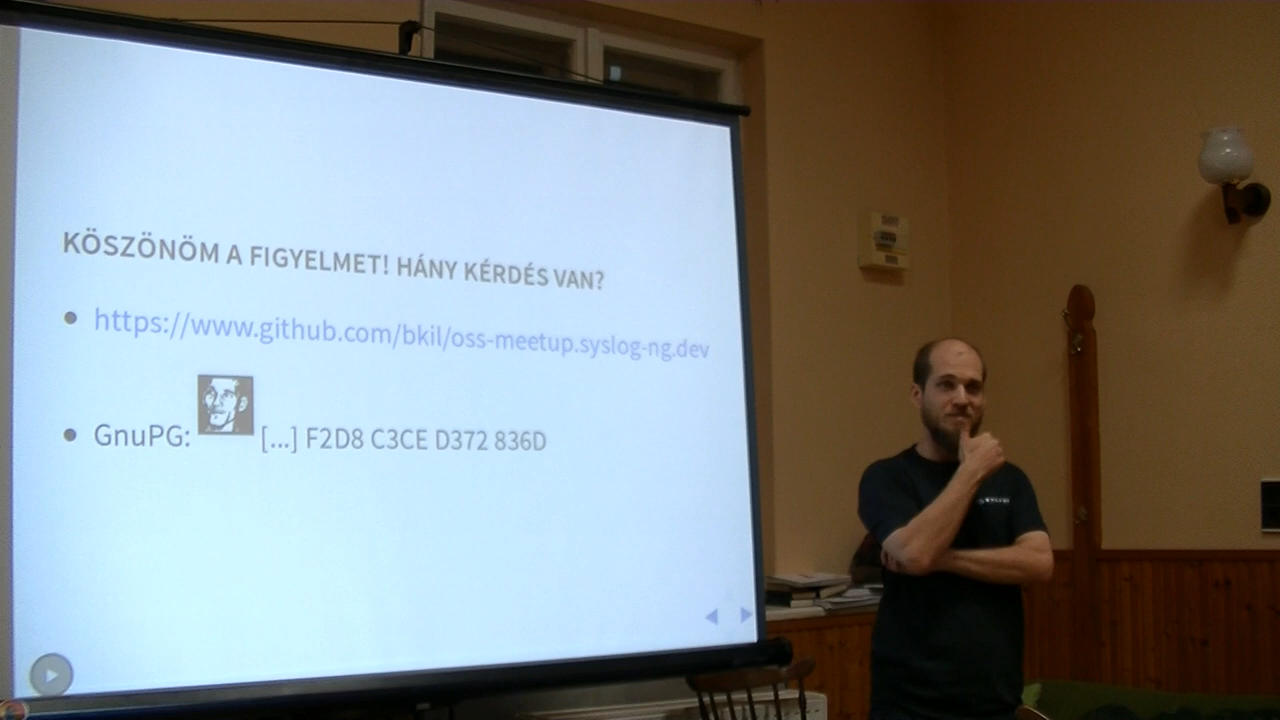 KÖSZÖNÖM A FIGYELMET! HÁNY KÉRDÉS VAN?
https://www.github.com/bkil/oss-meetup.syslog-ng.dev
GnuPG: [...] F2D8 C3CE D372 836D